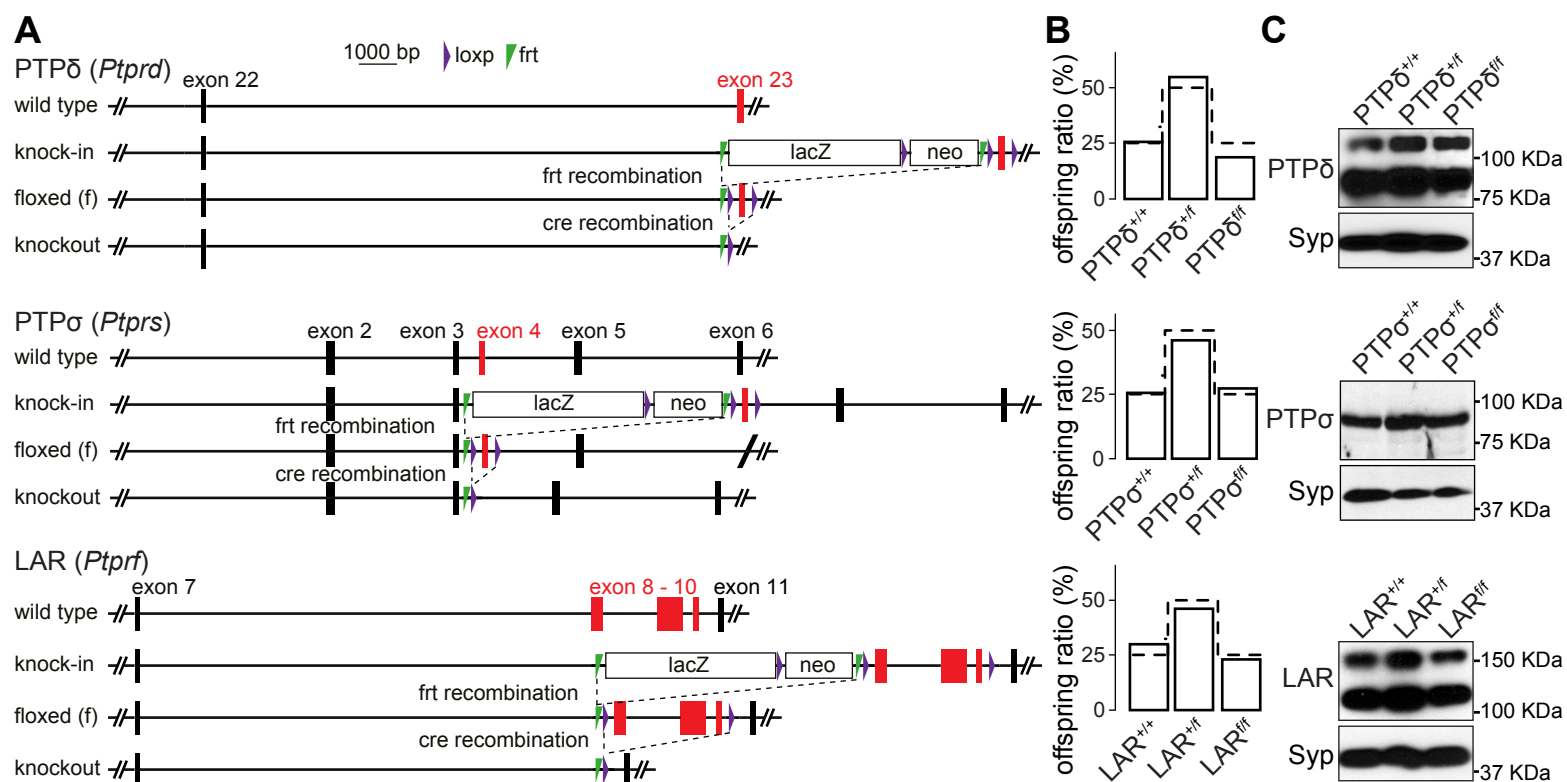 A
1000 bp loxp frt
PTPδ (Ptprd)
exon 22 exon 23
wild type
knock-in lacZ neo
frt recombination
floxed (f)
cre recombination
knockout
PTPσ (Ptprs)
exon 2 exon 3 exon 4 exon 5 exon 6
wild type
knock-in lacZ neo
frt recombination
floxed (f)
cre recombination
knockout
LAR (Ptprf)
exon 7 exon 8 - 10 exon 11
wild type
knock-in lacZ neo
frt recombination
floxed (f)
cre recombination
knockout
B
offspring ratio (%)
50
25
0
PTPδ+/+ PTPδ+/f PTPδf/f
offspring ratio (%)
50
25
0
PTPσ+/+ PTPσ+/f PTPσf/f
offspring ratio (%)
50
25
0
LAR+/+ LAR+/f LARf/f
C
PTPδ+/+ PTPδ+/f PTPδf/f
PTPδ
-100 KDa
-75 KDa
Syp
-37 KDa
PTPσ+/+ PTPσ+/f PTPσf/f
PTPσ
-100 KDa
-75 KDa
Syp
-37 KDa
LAR+/+ LAR+/f LARf/f
LAR
-150 KDa
-100 KDa
Syp
-37 KDa